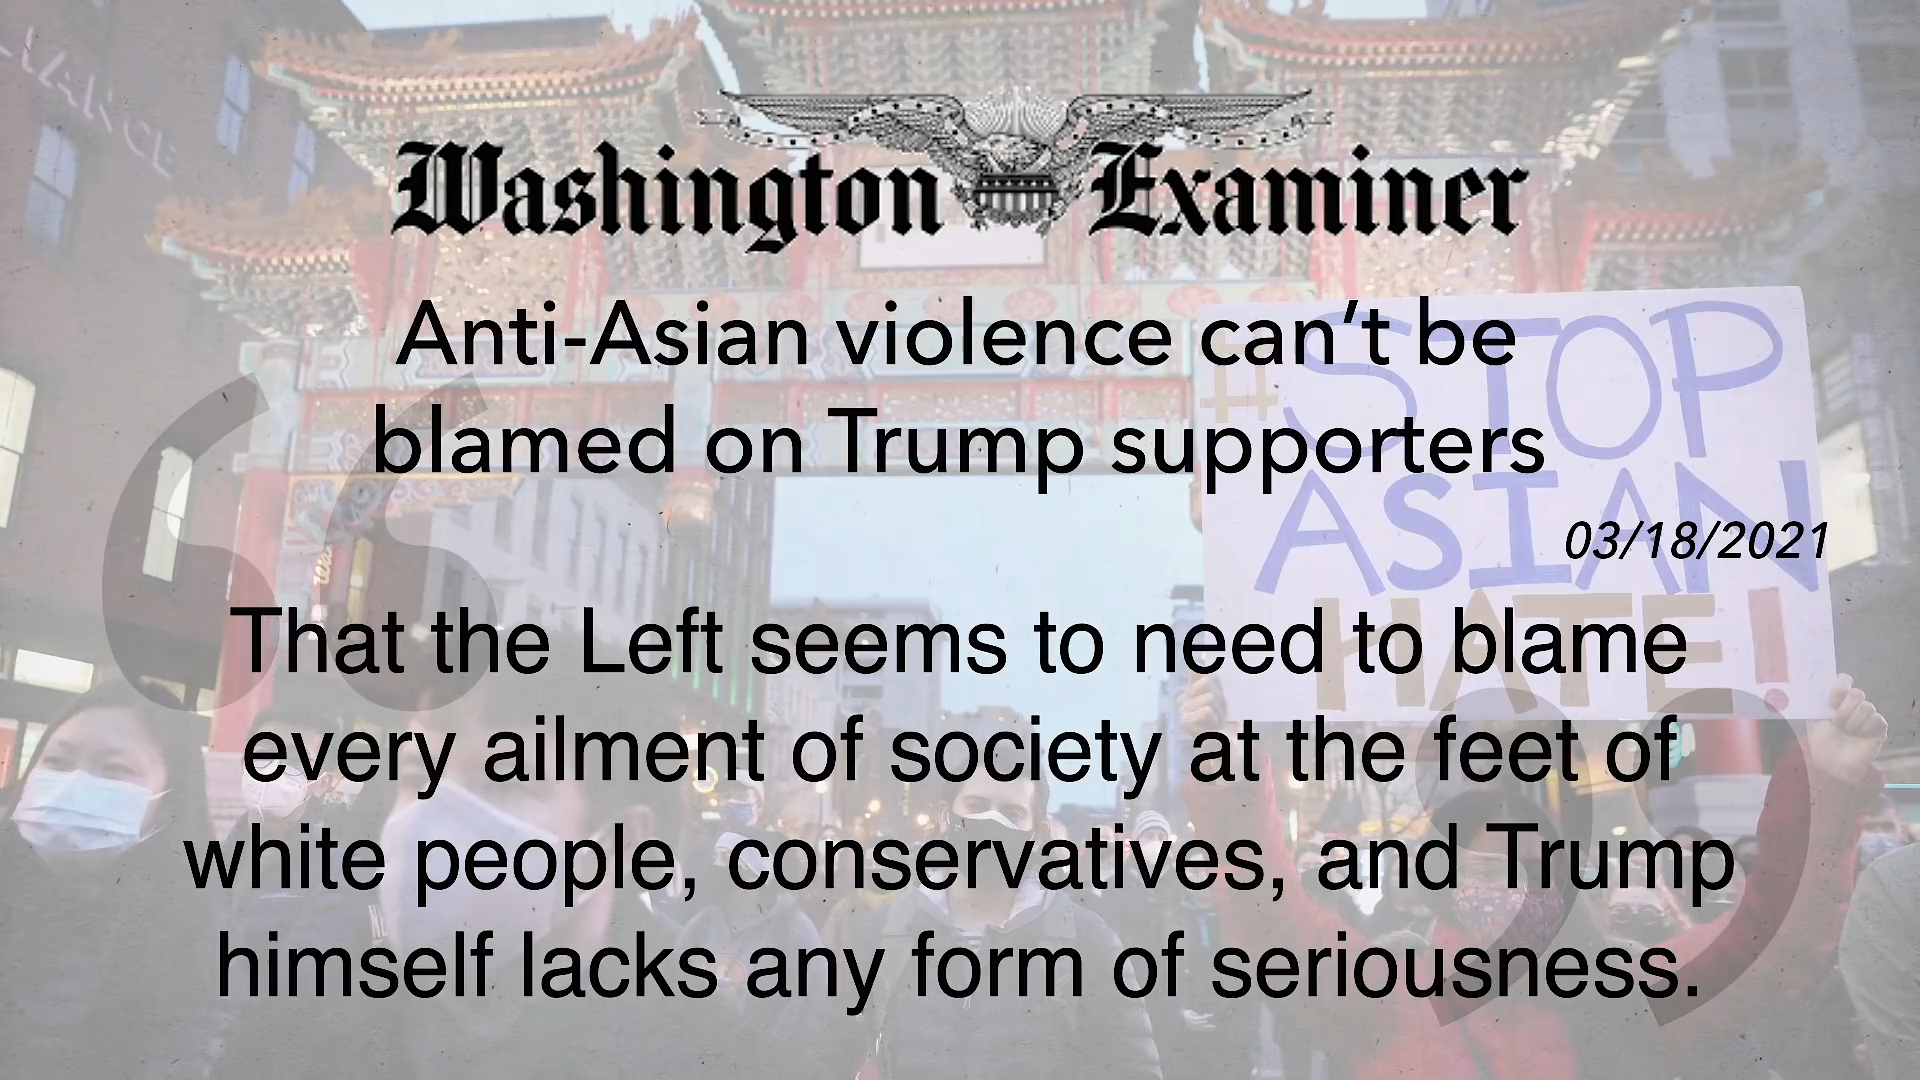 Washington Examiner
Anti-Asian violence can't be
blamed on Trump supporters
03/18/2021
#STOP
ASIAN
HATE!
That the Left seems to need to blame
every ailment of society at the feet of
white people, conservatives, and Trump
himself lacks any form of seriousness.